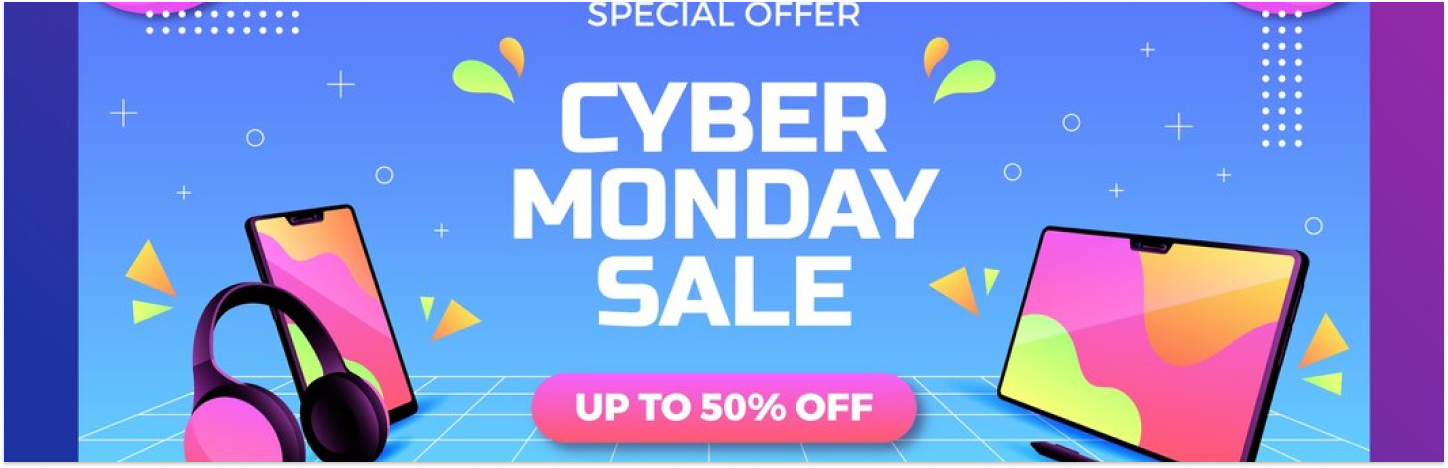 SPECIAL OFFER
CYBER
MONDAY
SALE
UP TO 50% OFF